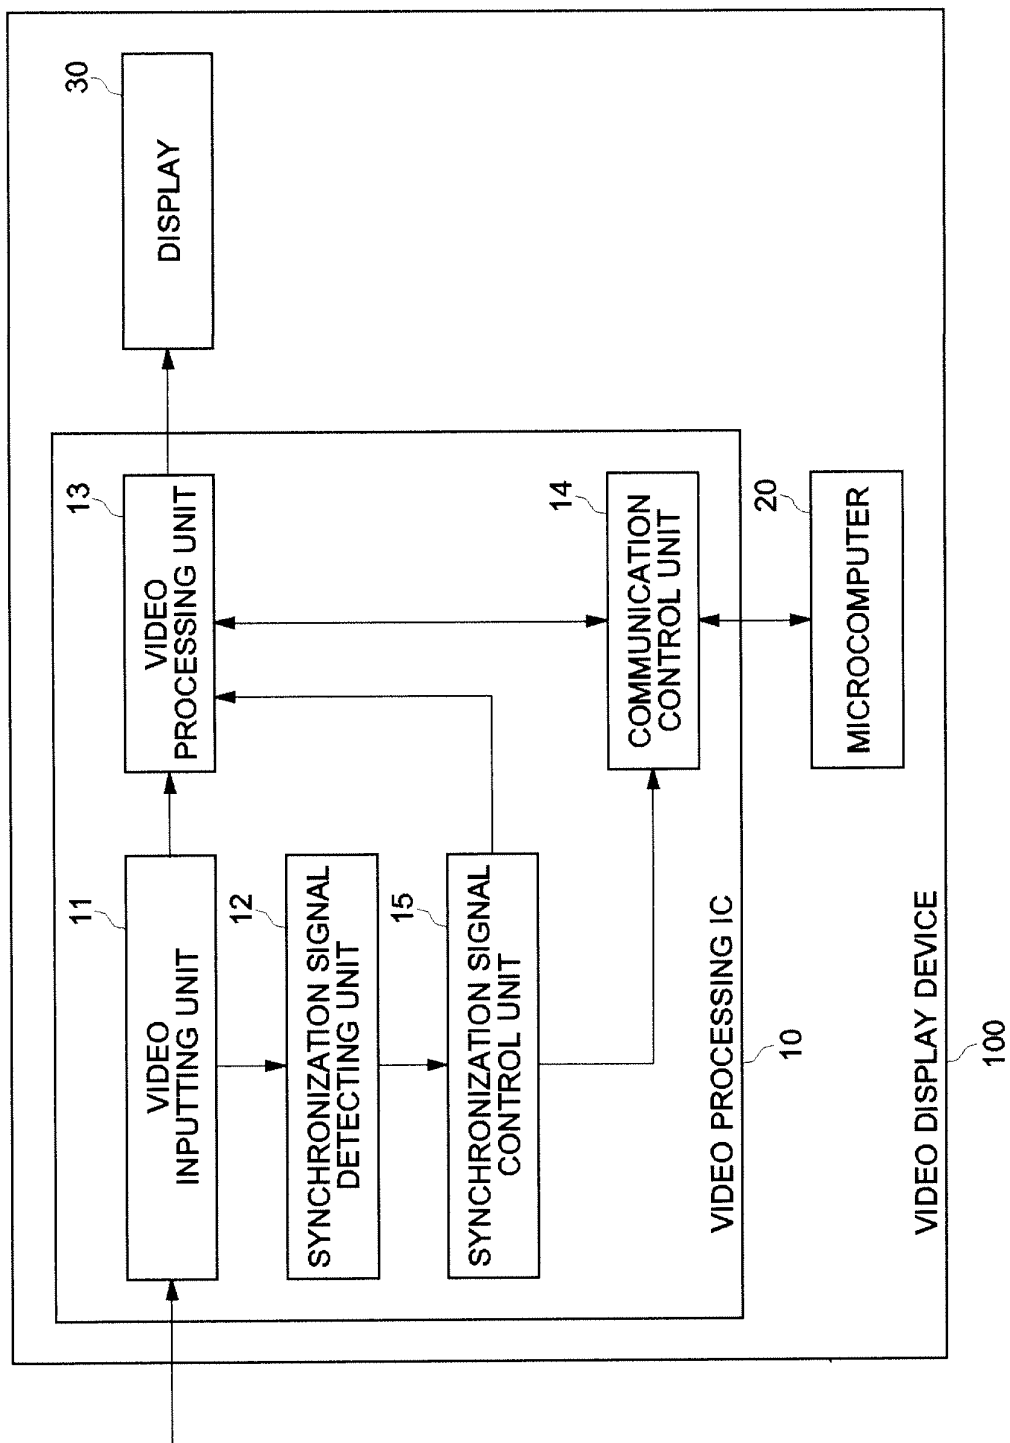 11
VIDEO
INPUTTING UNIT
13
VIDEO
PROCESSING UNIT
30
DISPLAY
12
SYNCHRONIZATION SIGNAL
DETECTING UNIT
15
SYNCHRONIZATION SIGNAL
CONTROL UNIT
14
COMMUNICATION
CONTROL UNIT
VIDEO PROCESSING IC
10
20
MICROCOMPUTER
VIDEO DISPLAY DEVICE
100